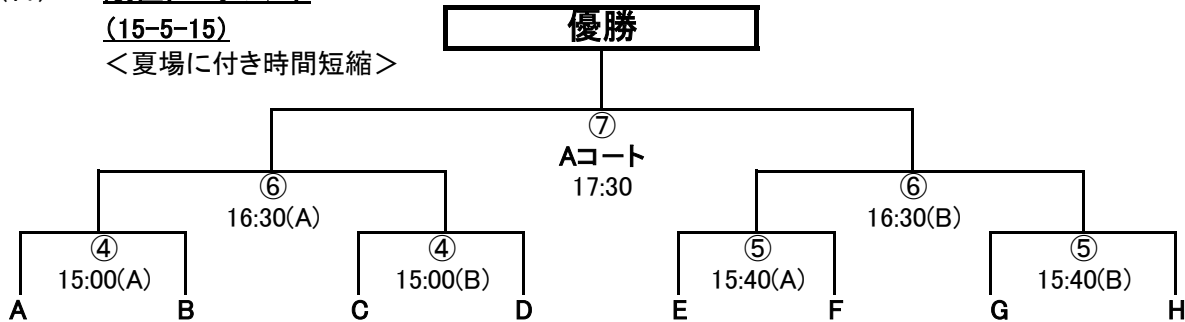 (15-5-15)
優勝
＜夏場に付き時間短縮＞
⑦
Aコート
17:30
⑥
16:30(A)
⑥
16:30(B)
④
15:00(A)
④
15:00(B)
⑤
15:40(A)
⑤
15:40(B)
A B C D E F G H